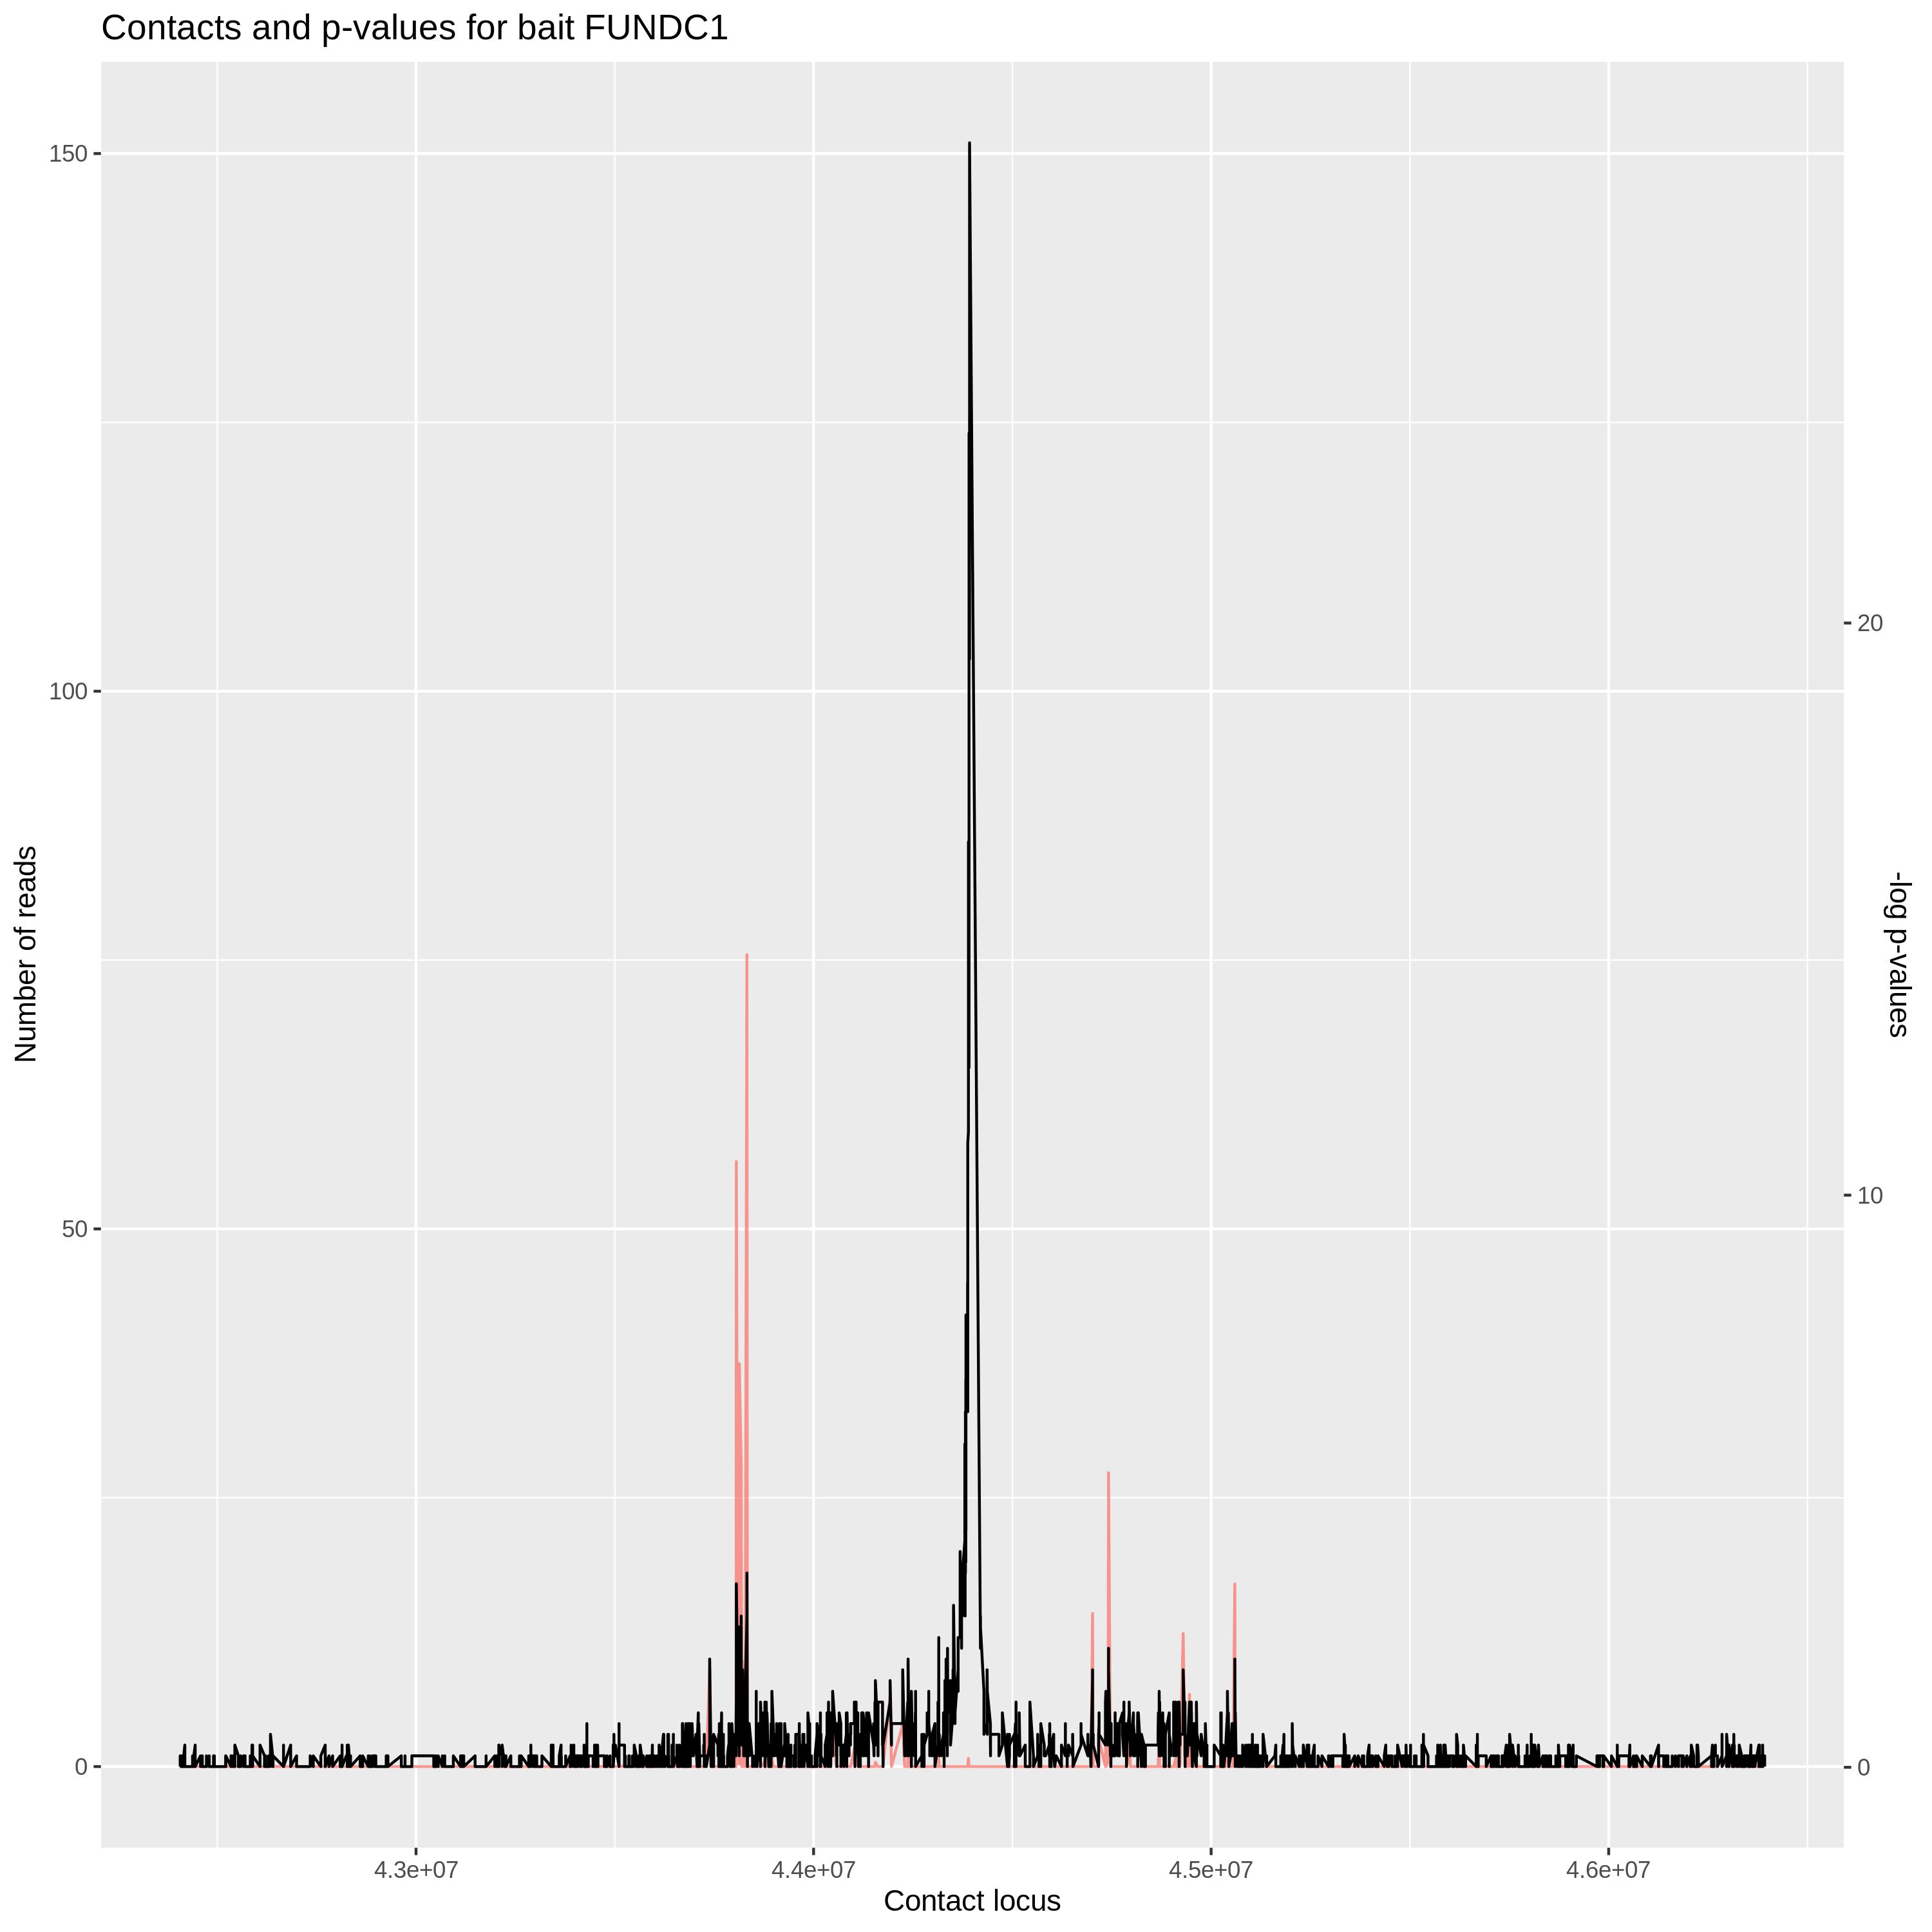 Contacts and p-values for bait FUNDC1
150
100
50
0
Number of reads
20
10
0
-log p-values
4.3e+07
4.4e+07
4.5e+07
4.6e+07
Contact locus